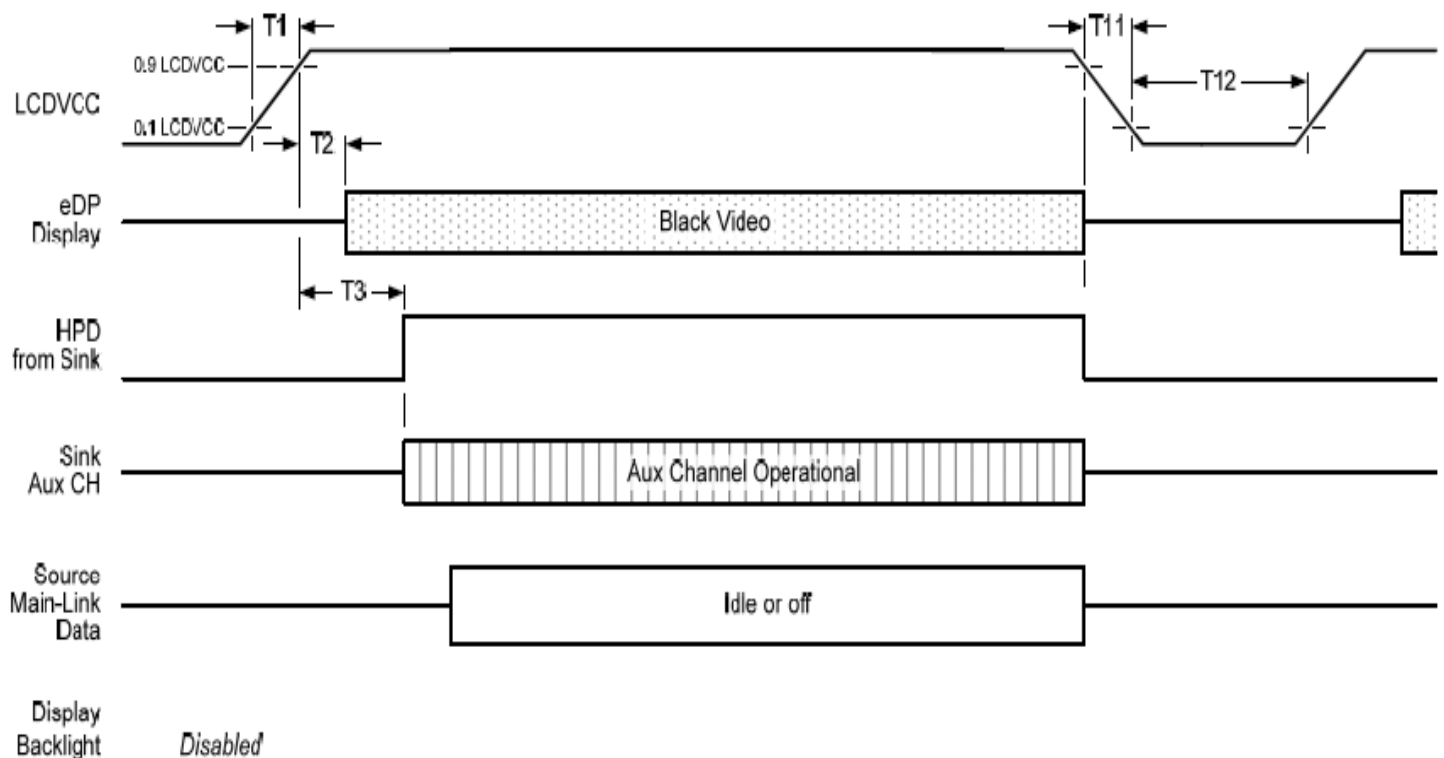 T1
T11
0.9 LCDVCC
T12
LCDVCC
0.1 LCDVCC
T2
eDP
Display
Black Video
T3
HPD
from Sink
Sink
Aux CH
Aux Channel Operational
Source
Main-Link
Data
Idle or off
Display
Backlight
Disabled